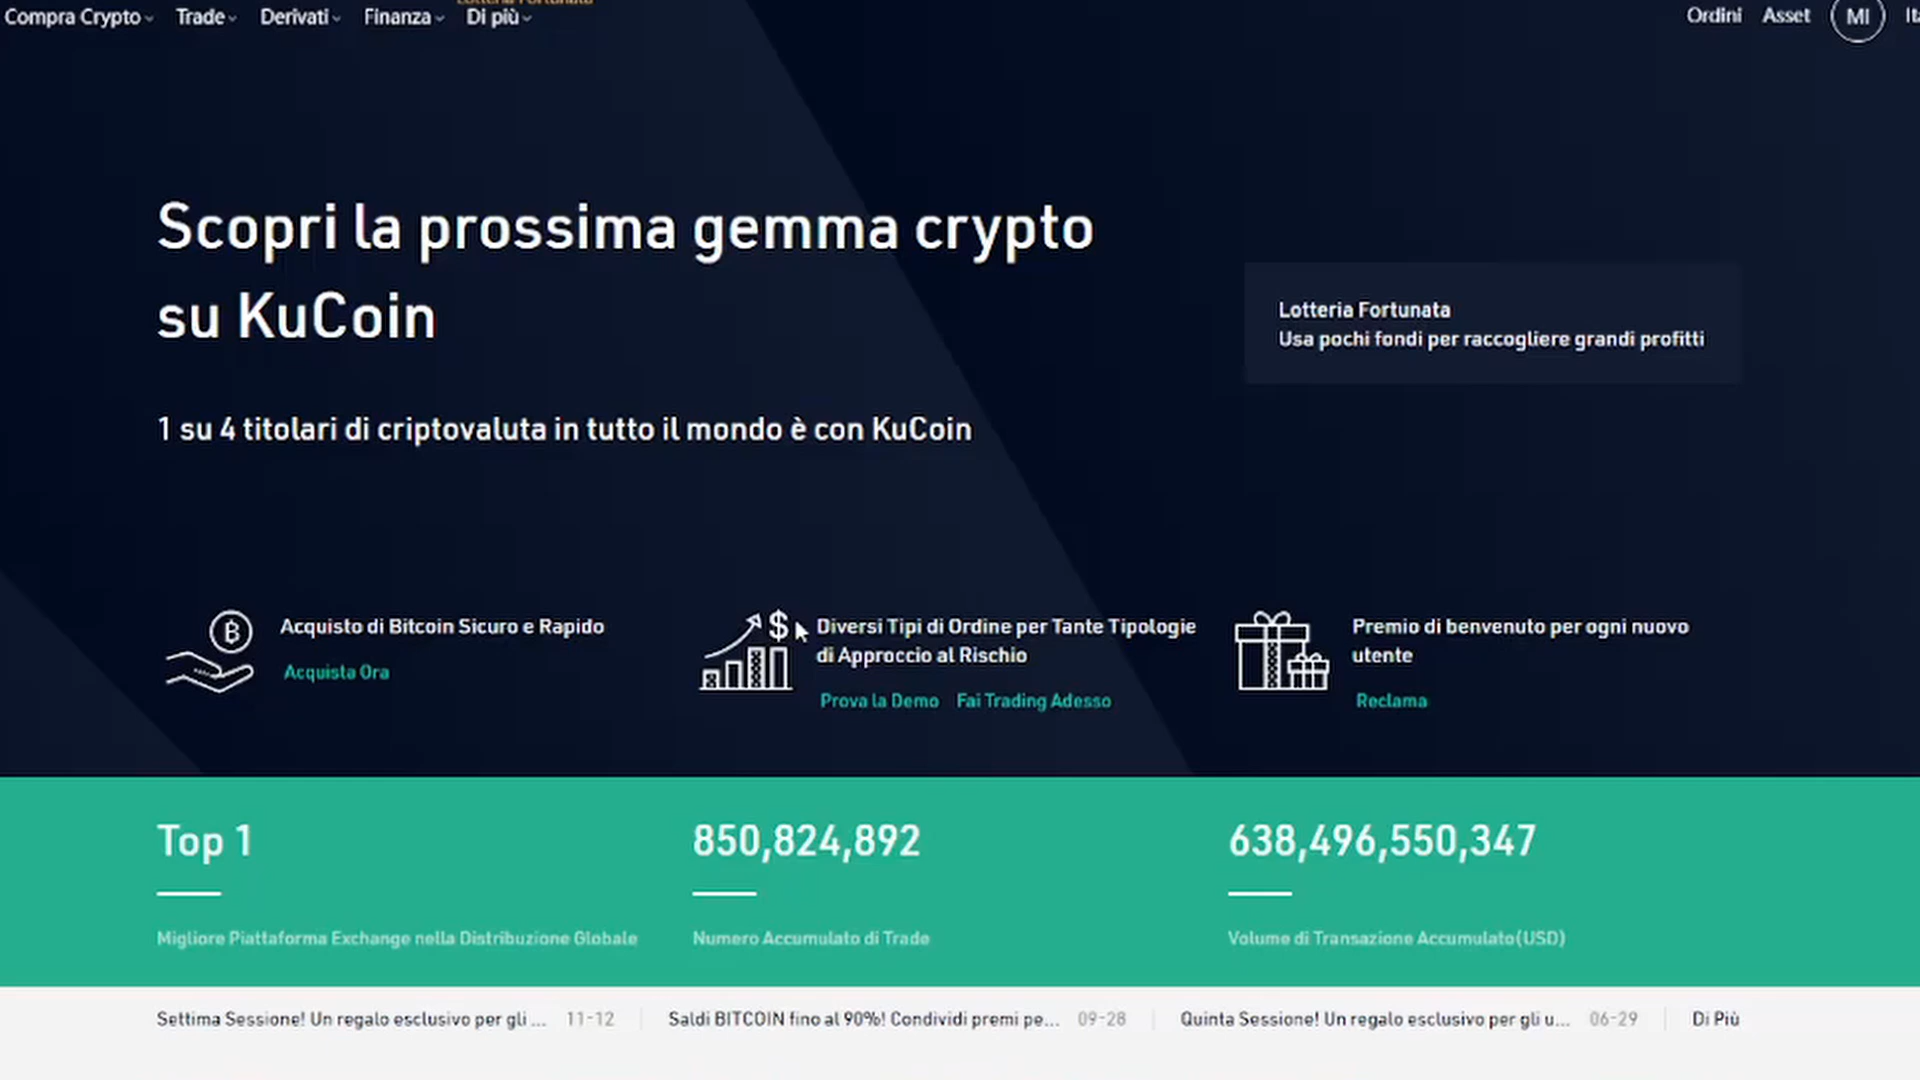 Compra Crypto Trade Derivati Finanza Di più Ordini Asset MI
Scopri la prossima gemma crypto
su KuCoin
Lotteria Fortunata
Usa pochi fondi per raccogliere grandi profitti
1 su 4 titolari di criptovaluta in tutto il mondo è con KuCoin
Acquisto di Bitcoin Sicuro e Rapido
Acquista Ora
Diversi Tipi di Ordine per Tante Tipologie
di Approccio al Rischio
Prova la Demo Fai Trading Adesso
Premio di benvenuto per ogni nuovo
utente
Reclama
Top 1
Migliore Piattaforma Exchange nella Distribuzione Globale
850,824,892
Numero Accumulato di Trade
638,496,550,347
Volume di Transazione Accumulato(USD)
Settima Sessione! Un regalo esclusivo per gli ... 11-12
Saldi BITCOIN fino al 90%! Condividi premi pe... 09-28
Quinta Sessione! Un regalo esclusivo per gli u... 06-29
Di Più